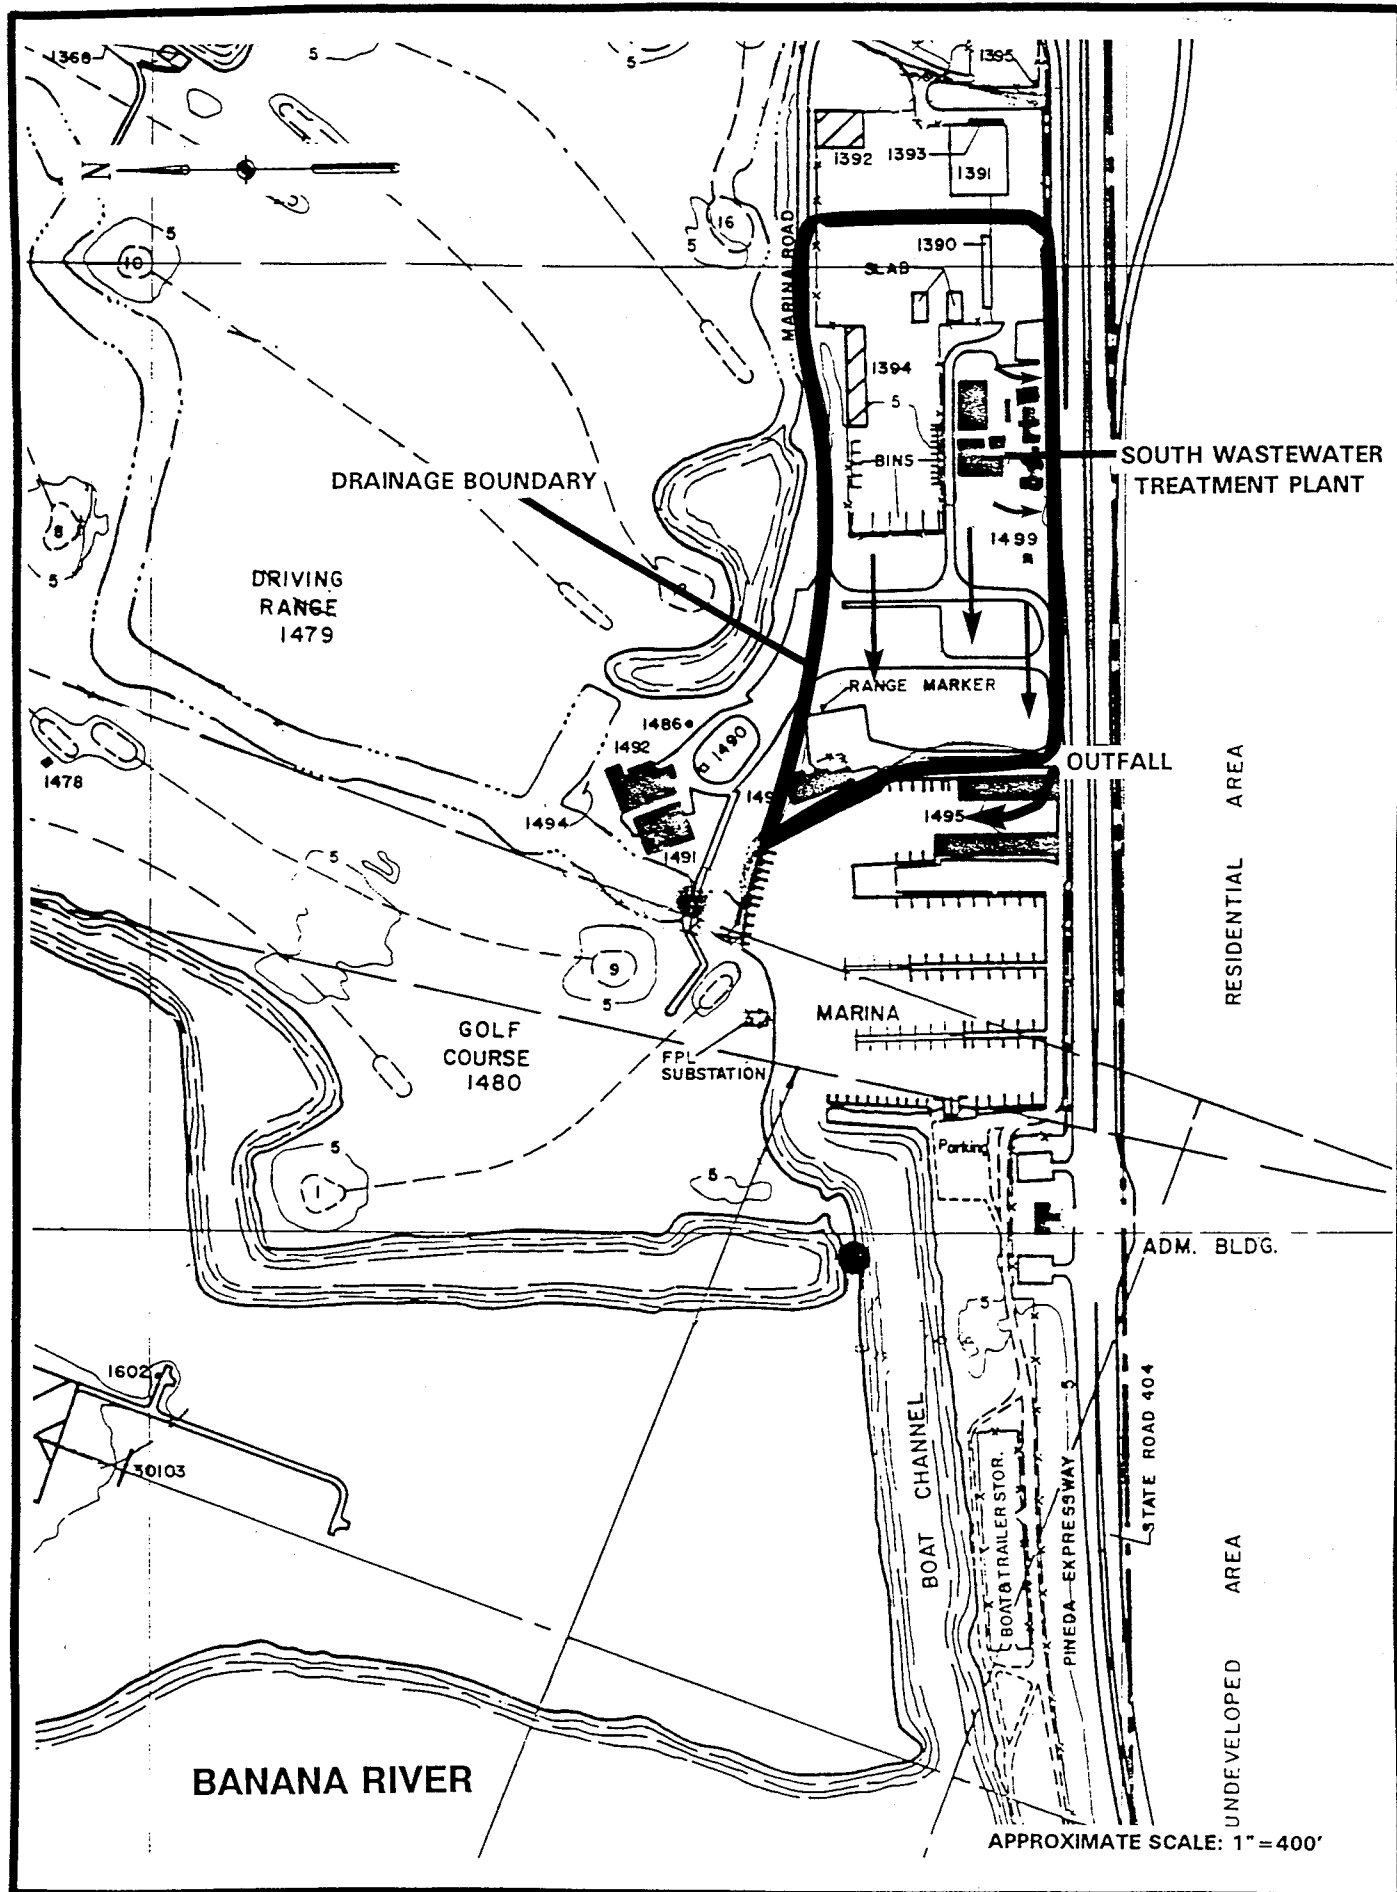 1368
5
5
1395
N
1392
1393
1391
16
5
5
10
MARINA ROAD
1390
SLAB
1394
5
BINS
SOUTH WASTEWATER
TREATMENT PLANT
DRAINAGE BOUNDARY
8
5
1499
DRIVING
RANGE
1479
RANGE MARKER
1486
1490
1492
1478
OUTFALL
1495
1494
1491
5
RESIDENTIAL AREA
9
5
MARINA
GOLF
COURSE
1480
FPL
SUBSTATION
Parking
5
5
1
ADM. BLDG.
5
1602
30103
BOAT CHANNEL
BOAT & TRAILER STOR.
PINEDA EXPRESSWAY
5
STATE ROAD 404
UNDEVELOPED AREA
BANANA RIVER
APPROXIMATE SCALE: 1"=400'